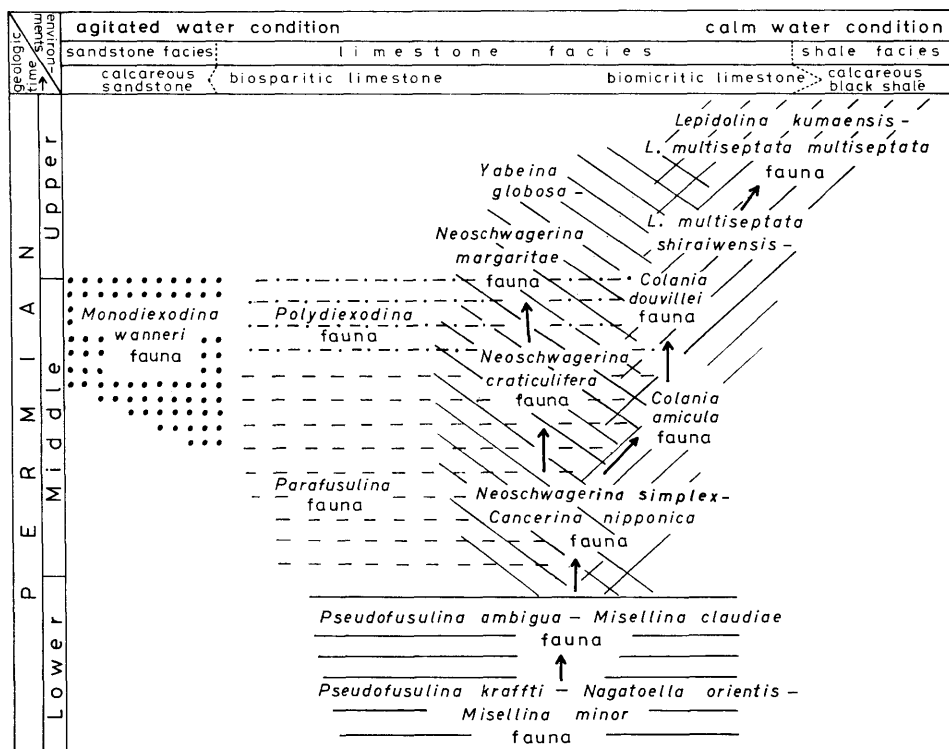 geologic time
environ-
ments
agitated water condition
calm water condition
sandstone facies
limestone facies
shale facies
calcareous
sandstone
biosparitic limestone
biomicritic limestone
calcareous
black shale
PERMIAN
Upper
Middle
Lower
Lepidolina kumaensis –
L. multiseptata multiseptata
fauna
Yabeina
globosa –
L. multiseptata
shiraiwensis –
Neoschwagerina
margaritae
fauna
Colania
douvillei
fauna
Monodiexodina
wanneri
fauna
Polydiexodina
fauna
Neoschwagerina
craticulifera
fauna
Colania
amicula
fauna
Parafusulina
fauna
Neoschwagerina simplex –
Cancerina nipponica
fauna
Pseudofusulina ambigua – Misellina claudiae
fauna
Pseudofusulina kraffti – Nagatoella orientis –
Misellina minor
fauna